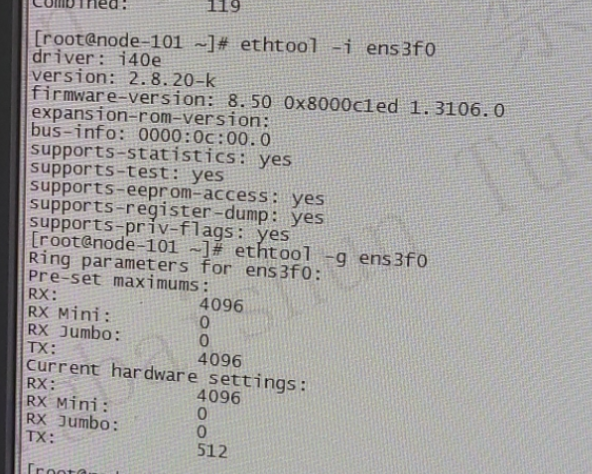 Combined: 119
[root@node-101 ~]# ethtool -i ens3f0
driver: i40e
version: 2.8.20-k
firmware-version: 8.50 0x8000c1ed 1.3106.0
expansion-rom-version:
bus-info: 0000:0c:00.0
supports-statistics: yes
supports-test: yes
supports-eeprom-access: yes
supports-register-dump: yes
supports-priv-flags: yes
[root@node-101 ~]# ethtool -g ens3f0
Ring parameters for ens3f0:
Pre-set maximums:
RX: 4096
RX Mini: 0
RX Jumbo: 0
TX: 4096
Current hardware settings:
RX: 4096
RX Mini: 0
RX Jumbo: 0
TX: 512